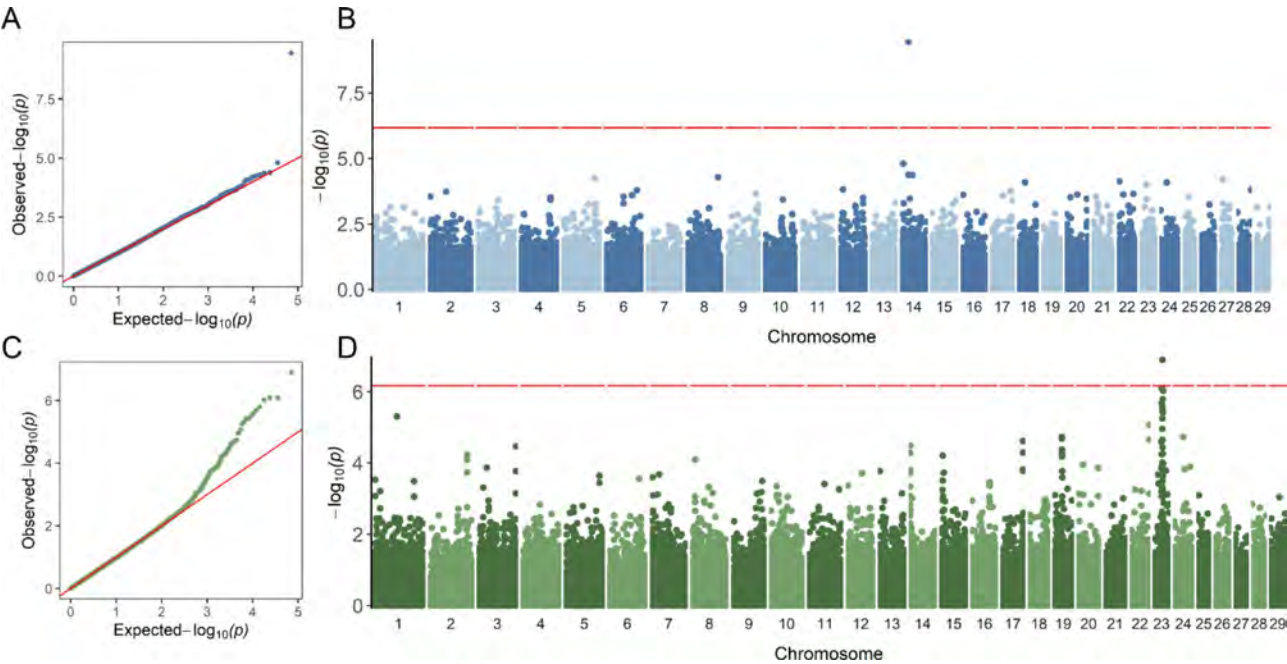 A
Observed−log10(p)
7.5
5.0
2.5
0.0
0 1 2 3 4 5
Expected−log10(p)
B
−log10(p)
7.5
5.0
2.5
0.0
1 2 3 4 5 6 7 8 9 10 11 12 13 14 15 16 17 18 19 20 21 22 23 24 25 26 27 28 29
Chromosome
C
Observed−log10(p)
6
4
2
0
0 1 2 3 4 5
Expected−log10(p)
D
−log10(p)
6
4
2
0
1 2 3 4 5 6 7 8 9 10 11 12 13 14 15 16 17 18 19 20 21 22 23 24 25 26 27 28 29
Chromosome